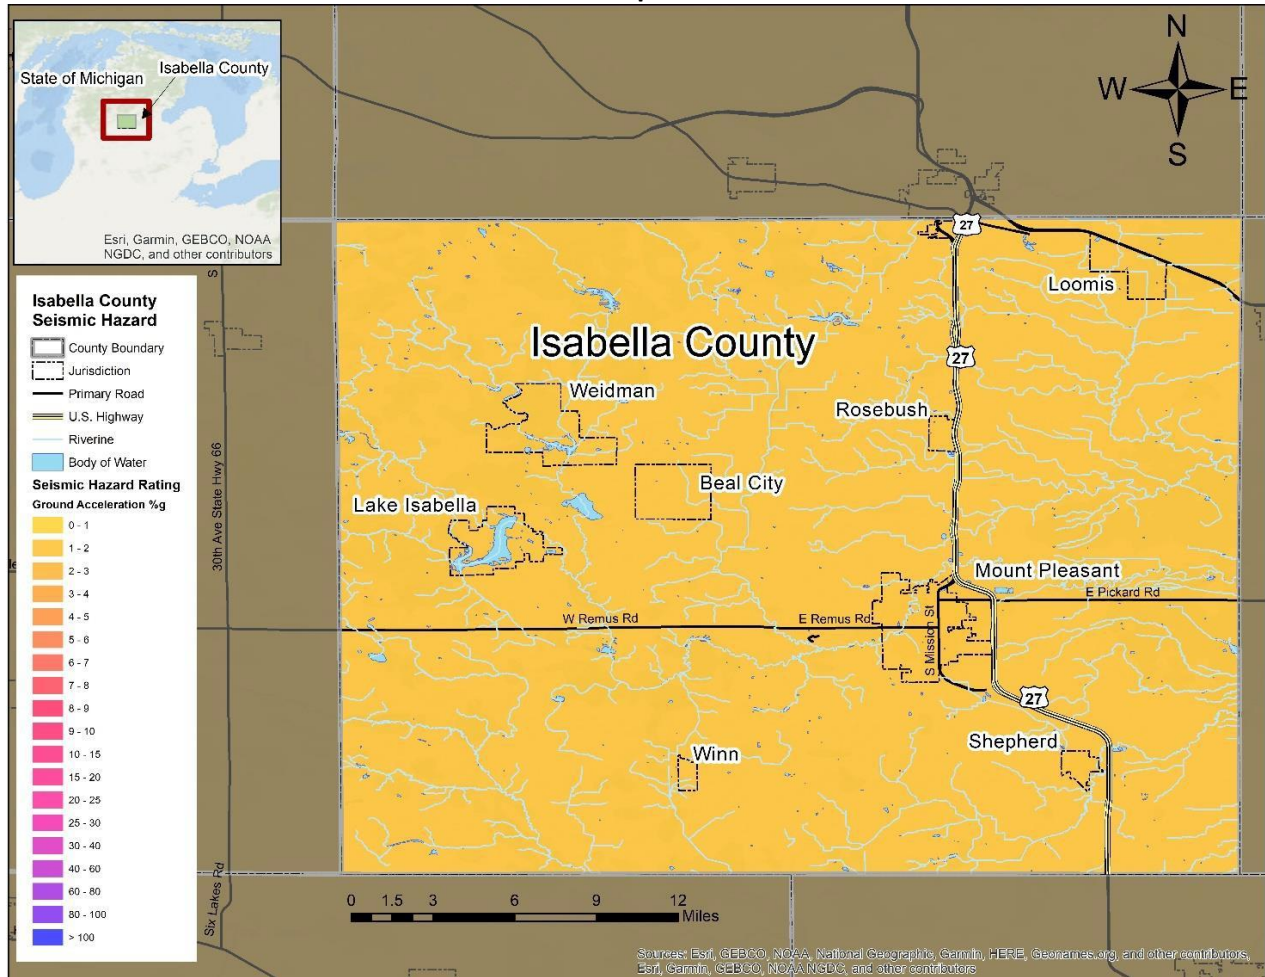 State of Michigan
Isabella County
Esri, Garmin, GEBCO, NOAA
NGDC, and other contributors
N
W
E
S
Isabella County
Seismic Hazard
County Boundary
Jurisdiction
Primary Road
U.S. Highway
Riverine
Body of Water
Seismic Hazard Rating
Ground Acceleration %g
0 - 1
1 - 2
2 - 3
3 - 4
4 - 5
5 - 6
6 - 7
7 - 8
8 - 9
9 - 10
10 - 15
15 - 20
20 - 25
25 - 30
30 - 40
40 - 60
60 - 80
80 - 100
> 100
S
30th Ave State Hwy 66
Six Lakes Rd
27
Loomis
Isabella County
27
Weidman
Rosebush
Beal City
Lake Isabella
Mount Pleasant
E Pickard Rd
W Remus Rd
E Remus Rd
S Mission St
27
Shepherd
Winn
0 1.5 3 6 9 12
Miles
Sources: Esri, GEBCO, NOAA, National Geographic, Garmin, HERE, Geonames.org, and other contributors,
Esri, Garmin, GEBCO, NOAA NGDC, and other contributors